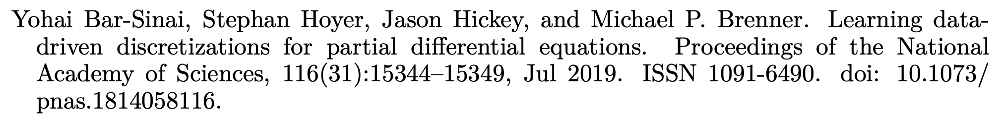 Yohai Bar-Sinai, Stephan Hoyer, Jason Hickey, and Michael P. Brenner. Learning data-
driven discretizations for partial differential equations. Proceedings of the National
Academy of Sciences, 116(31):15344–15349, Jul 2019. ISSN 1091-6490. doi: 10.1073/
pnas.1814058116.